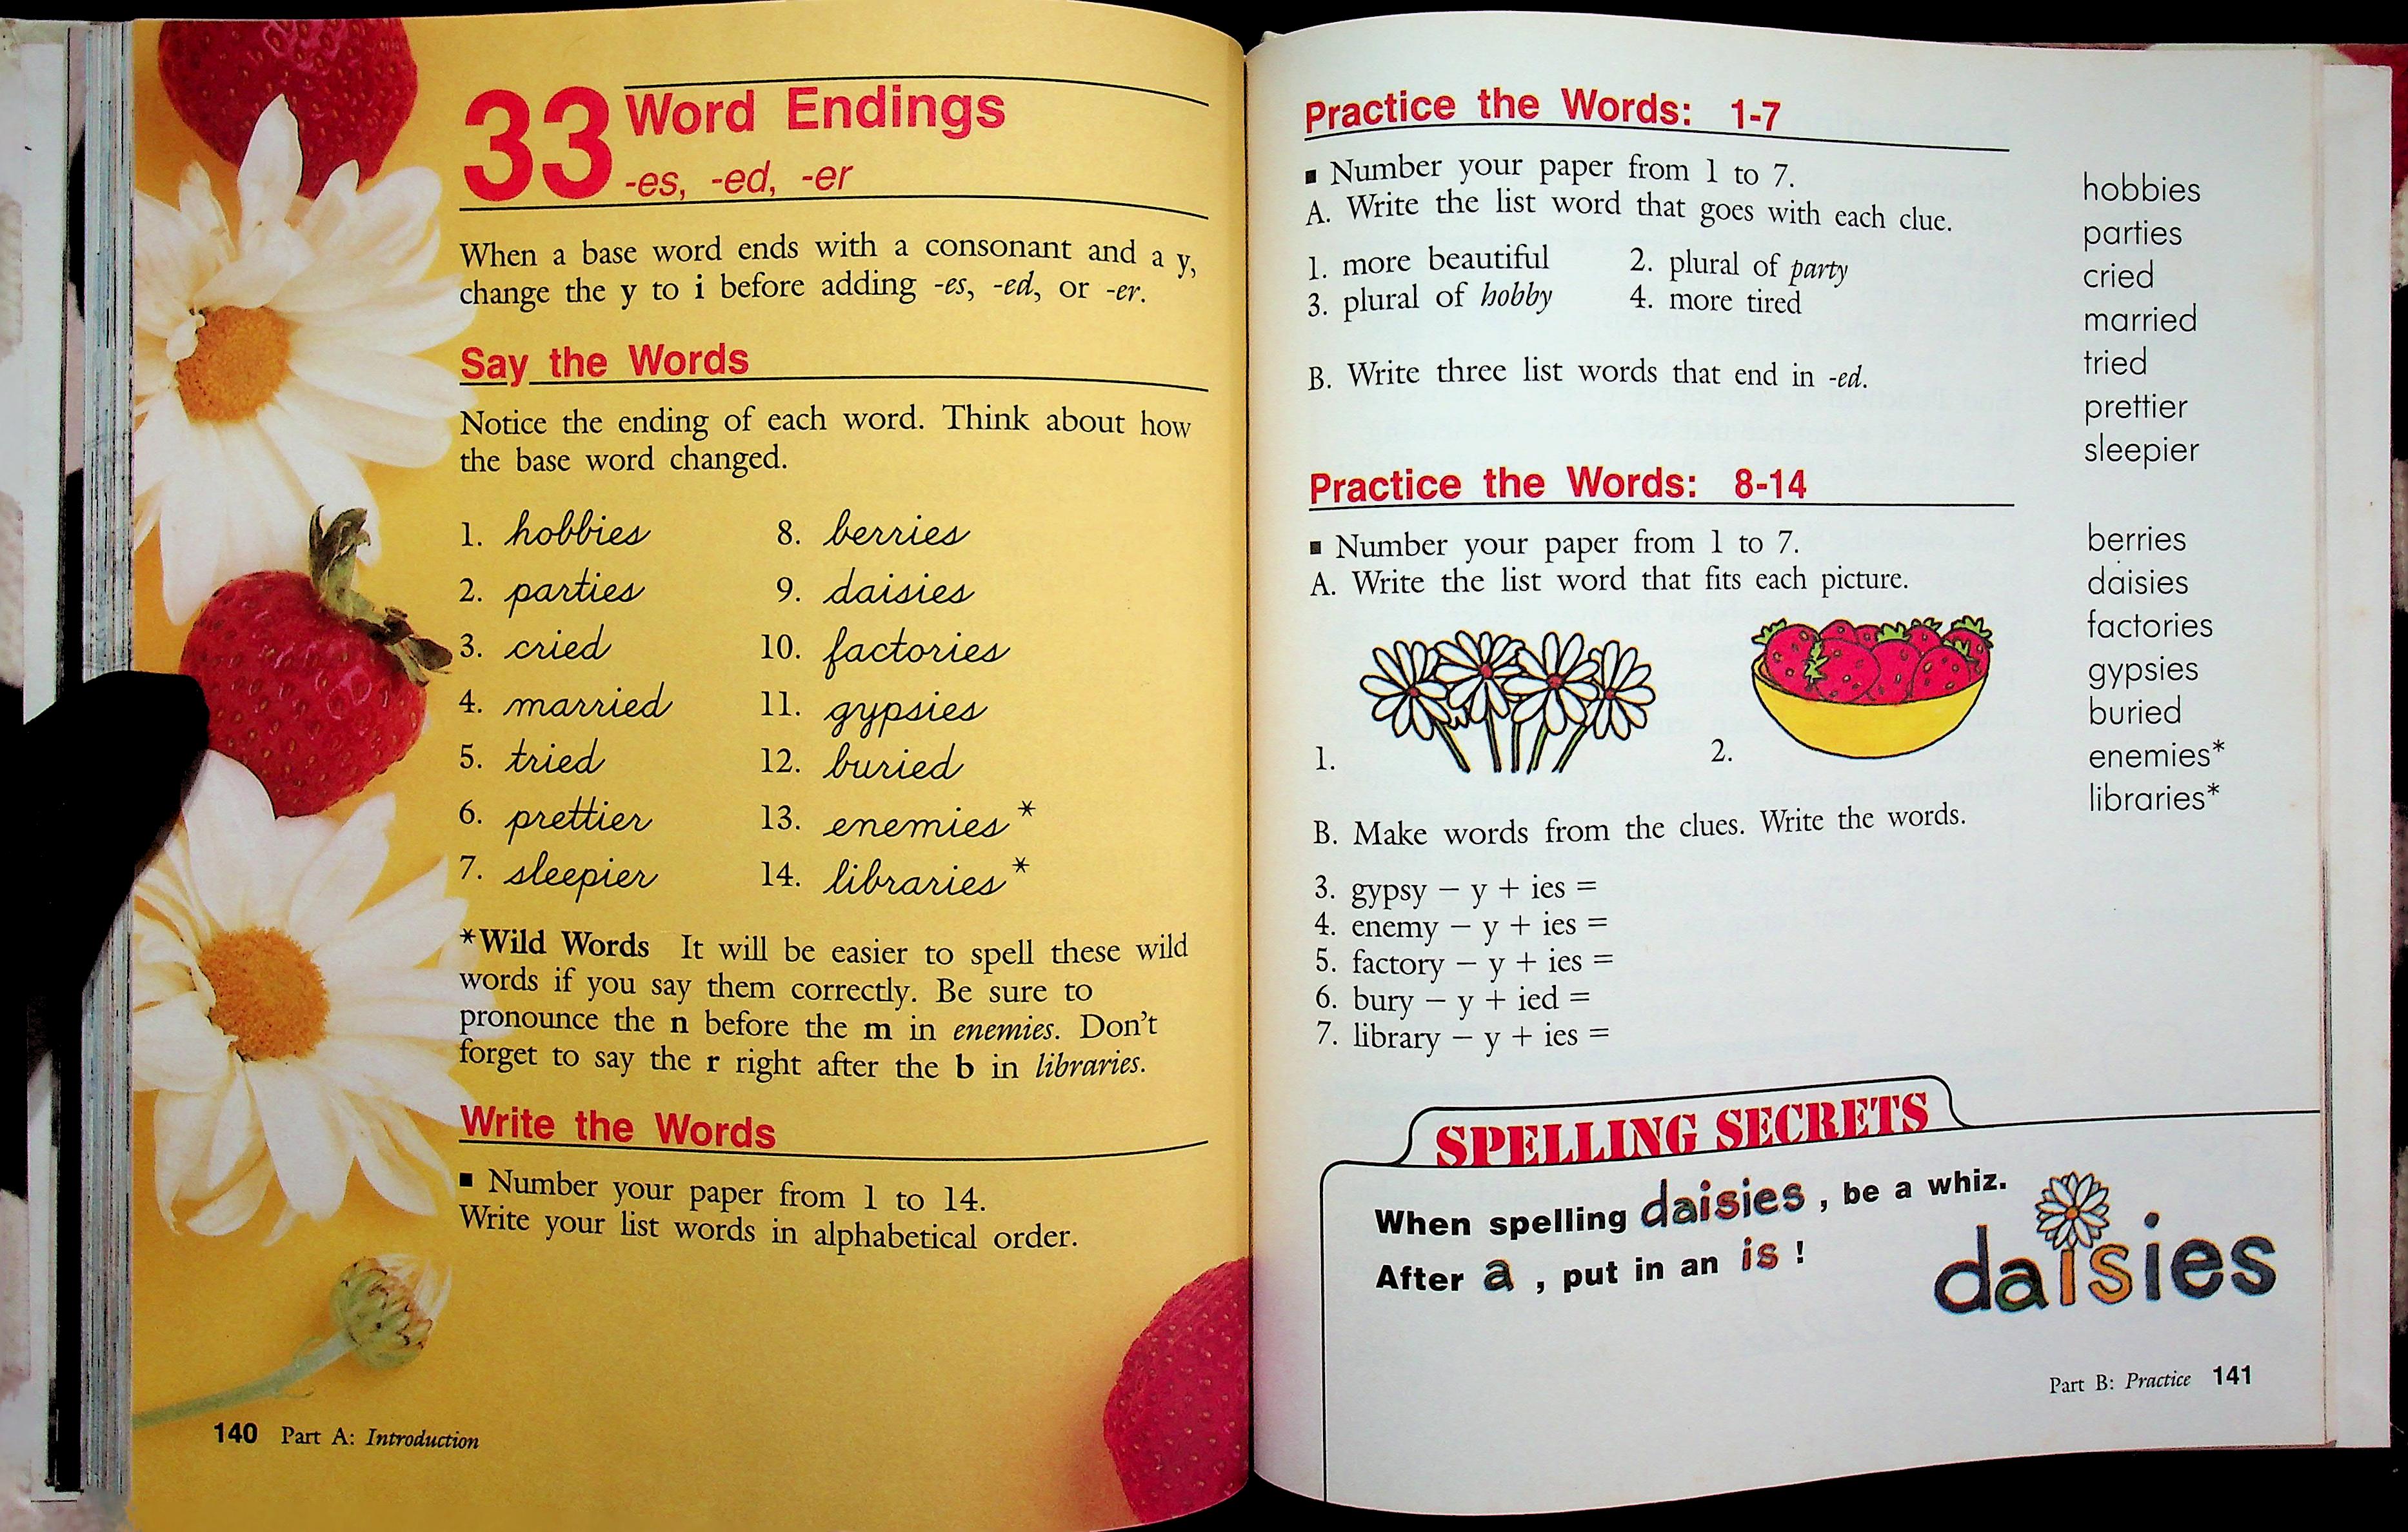 33 Word Endings
-es, -ed, -er
When a base word ends with a consonant and a y,
change the y to i before adding -es, -ed, or -er.
Say the Words
Notice the ending of each word. Think about how
the base word changed.
1. hobbies
2. parties
3. cried
4. married
5. tried
6. prettier
7. sleepier
8. berries
9. daisies
10. factories
11. gypsies
12. buried
13. enemies*
14. libraries*
*Wild Words It will be easier to spell these wild
words if you say them correctly. Be sure to
pronounce the n before the m in enemies. Don't
forget to say the r right after the b in libraries.
Write the Words
▪ Number your paper from 1 to 14.
Write your list words in alphabetical order.
140 Part A: Introduction
Practice the Words: 1-7
▪ Number your paper from 1 to 7.
A. Write the list word that goes with each clue.
1. more beautiful 2. plural of party
3. plural of hobby 4. more tired
B. Write three list words that end in -ed.
hobbies
parties
cried
married
tried
prettier
sleepier
Practice the Words: 8-14
▪ Number your paper from 1 to 7.
A. Write the list word that fits each picture.
1. 2.
B. Make words from the clues. Write the words.
3. gypsy − y + ies =
4. enemy − y + ies =
5. factory − y + ies =
6. bury − y + ied =
7. library − y + ies =
berries
daisies
factories
gypsies
buried
enemies*
libraries*
SPELLING SECRETS
When spelling daisies, be a whiz.
After a, put in an is!
daisies
Part B: Practice 141